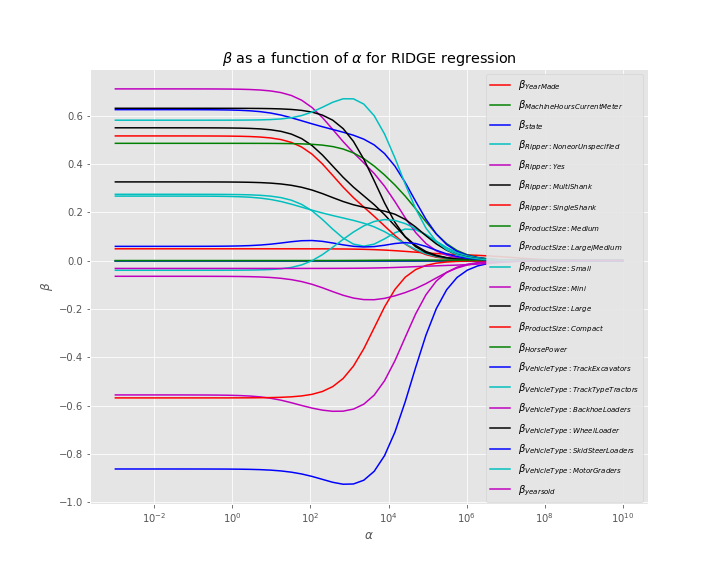 β as a function of α for RIDGE regression
0.6
0.4
0.2
0.0
−0.2
−0.4
−0.6
−0.8
−1.0
β
10⁻² 10⁰ 10² 10⁴ 10⁶ 10⁸ 10¹⁰
α
β_YearMade
β_MachineHoursCurrentMeter
β_state
β_Ripper: NoneorUnspecified
β_Ripper: Yes
β_Ripper: MultiShank
β_Ripper: SingleShank
β_ProductSize: Medium
β_ProductSize: Large|Medium
β_ProductSize: Small
β_ProductSize: Mini
β_ProductSize: Large
β_ProductSize: Compact
β_HorsePower
β_VehicleType: TrackExcavators
β_VehicleType: TrackTypeTractors
β_VehicleType: BackhoeLoaders
β_VehicleType: WheelLoader
β_VehicleType: SkidSteerLoaders
β_VehicleType: MotorGraders
β_yearsold